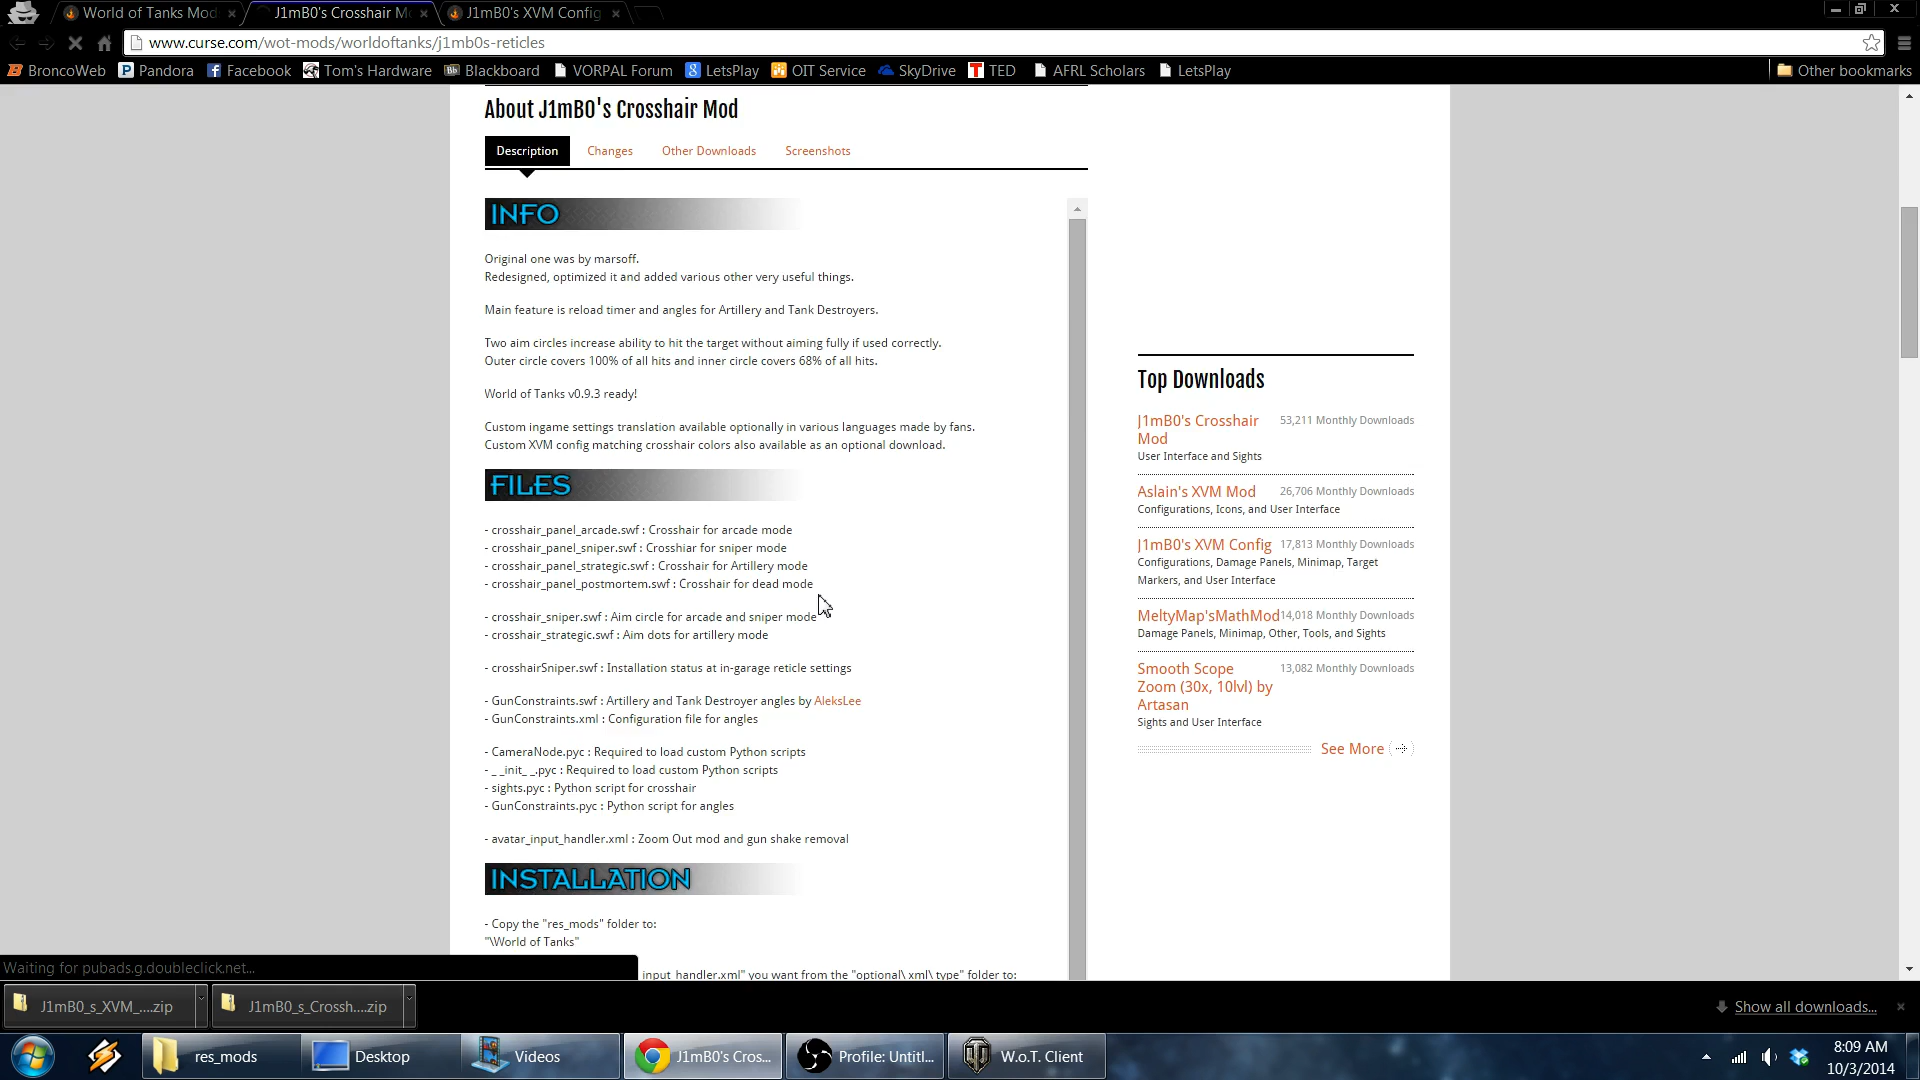 World of Tanks Mod
J1mB0's Crosshair M
J1mB0's XVM Config
www.curse.com/wot-mods/worldoftanks/j1mb0s-reticles
BroncoWeb
Pandora
Facebook
Tom's Hardware
Blackboard
VORPAL Forum
LetsPlay
OIT Service
SkyDrive
TED
AFRL Scholars
LetsPlay
Other bookmarks
About J1mB0's Crosshair Mod
Description
Changes
Other Downloads
Screenshots
INFO
Original one was by marsoff.
Redesigned, optimized it and added various other very useful things.
Main feature is reload timer and angles for Artillery and Tank Destroyers.
Two aim circles increase ability to hit the target without aiming fully if used correctly.
Outer circle covers 100% of all hits and inner circle covers 68% of all hits.
World of Tanks v0.9.3 ready!
Custom ingame settings translation available optionally in various languages made by fans.
Custom XVM config matching crosshair colors also available as an optional download.
FILES
- crosshair_panel_arcade.swf : Crosshair for arcade mode
- crosshair_panel_sniper.swf : Crosshiar for sniper mode
- crosshair_panel_strategic.swf : Crosshair for Artillery mode
- crosshair_panel_postmortem.swf : Crosshair for dead mode
- crosshair_sniper.swf : Aim circle for arcade and sniper mode
- crosshair_strategic.swf : Aim dots for artillery mode
- crosshairSniper.swf : Installation status at in-garage reticle settings
- GunConstraints.swf : Artillery and Tank Destroyer angles by AleksLee
- GunConstraints.xml : Configuration file for angles
- CameraNode.pyc : Required to load custom Python scripts
- _ _init_ _.pyc : Required to load custom Python scripts
- sights.pyc : Python script for crosshair
- GunConstraints.pyc : Python script for angles
- avatar_input_handler.xml : Zoom Out mod and gun shake removal
INSTALLATION
- Copy the "res_mods" folder to:
"\World of Tanks"
input_handler.xml" you want from the "optional\ xml\ type" folder to:
Top Downloads
J1mB0's Crosshair 53,211 Monthly Downloads
Mod
User Interface and Sights
Aslain's XVM Mod 26,706 Monthly Downloads
Configurations, Icons, and User Interface
J1mB0's XVM Config 17,813 Monthly Downloads
Configurations, Damage Panels, Minimap, Target
Markers, and User Interface
MeltyMap'sMathMod 14,018 Monthly Downloads
Damage Panels, Minimap, Other, Tools, and Sights
Smooth Scope 13,082 Monthly Downloads
Zoom (30x, 10lvl) by
Artasan
Sights and User Interface
See More
Waiting for pubads.g.doubleclick.net...
J1mB0_s_XVM_....zip
J1mB0_s_Crossh....zip
Show all downloads...
res_mods
Desktop
Videos
J1mB0's Cros...
Profile: Untitl...
W.o.T. Client
8:09 AM
10/3/2014